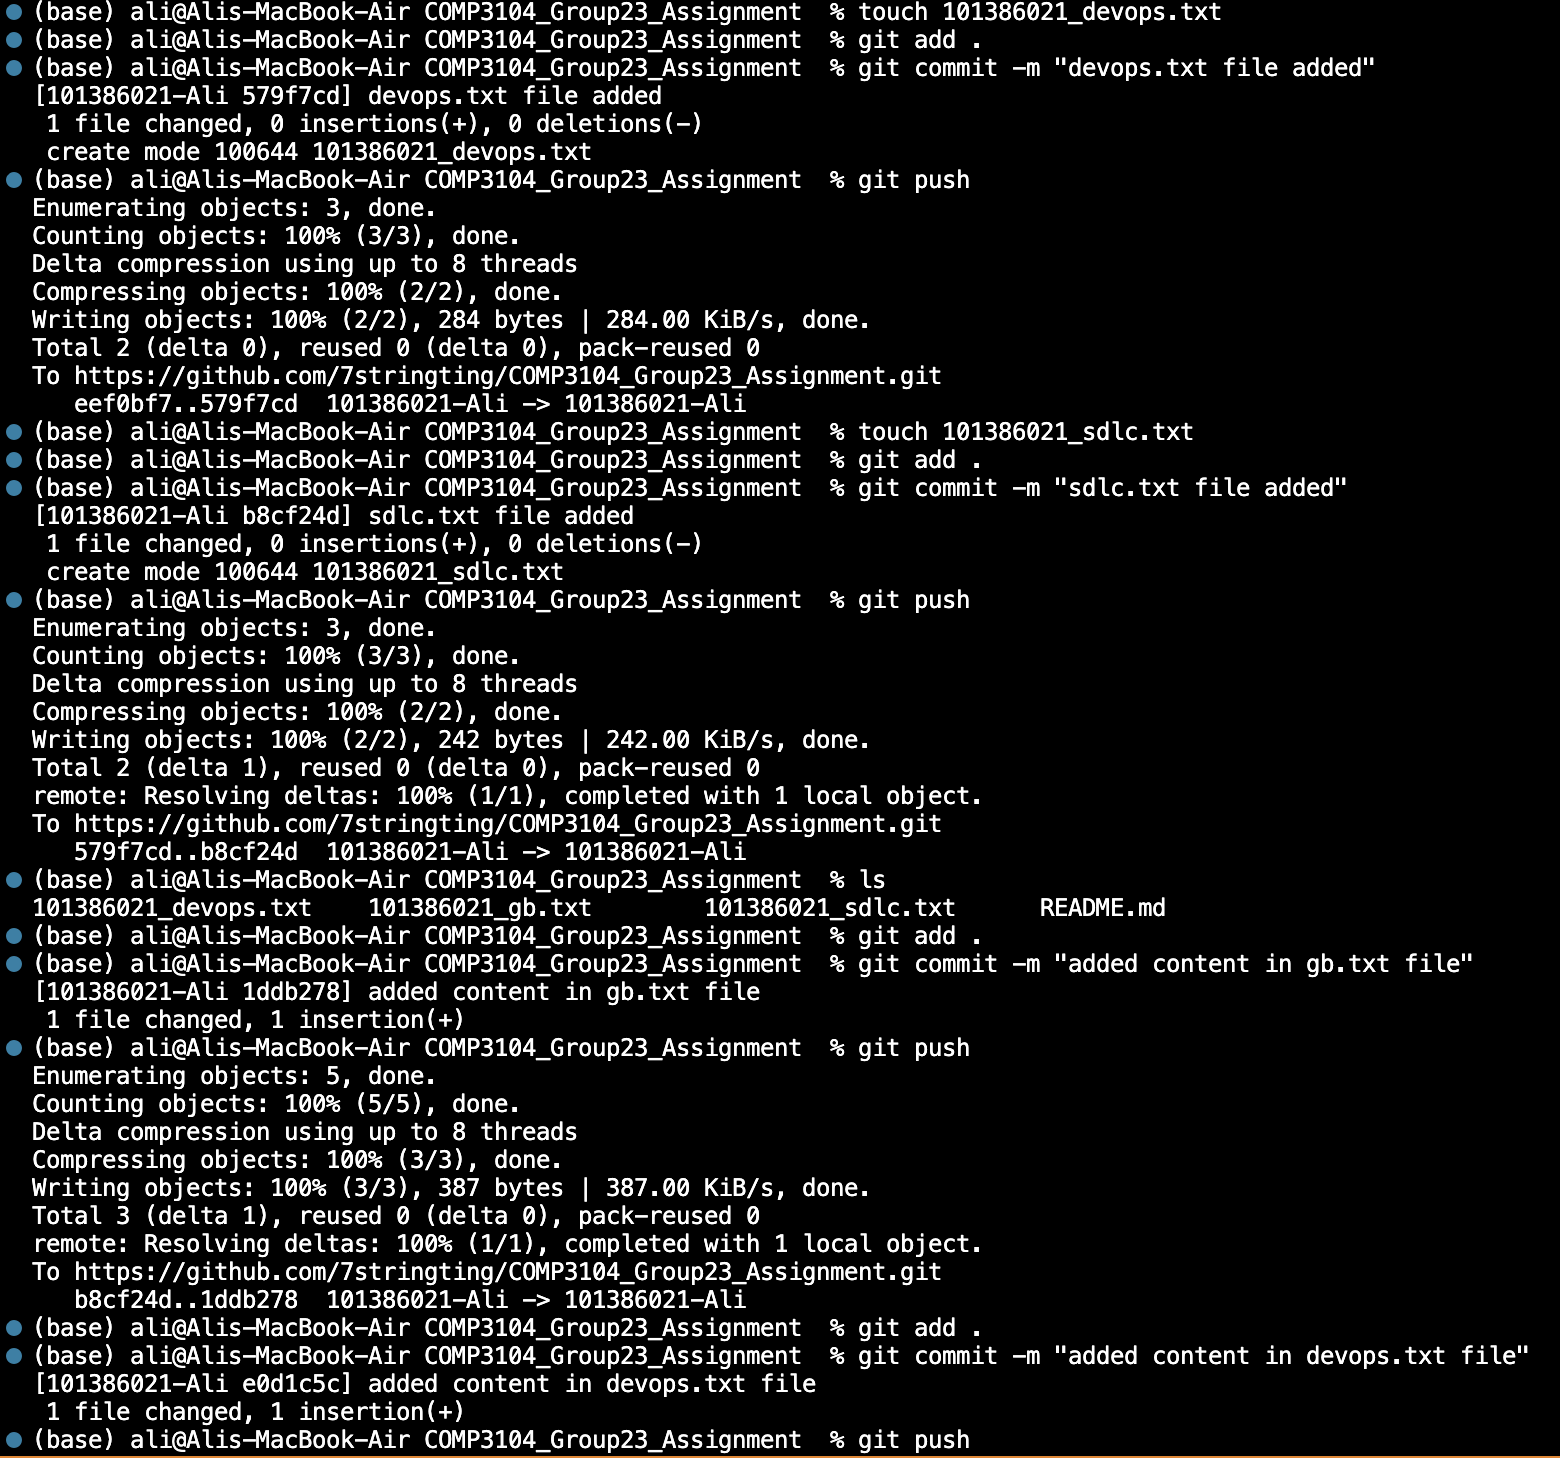 (base) ali@Alis-MacBook-Air COMP3104_Group23_Assignment % touch 101386021_devops.txt
(base) ali@Alis-MacBook-Air COMP3104_Group23_Assignment % git add .
(base) ali@Alis-MacBook-Air COMP3104_Group23_Assignment % git commit -m "devops.txt file added"
[101386021-Ali 579f7cd] devops.txt file added
1 file changed, 0 insertions(+), 0 deletions(-)
create mode 100644 101386021_devops.txt
(base) ali@Alis-MacBook-Air COMP3104_Group23_Assignment % git push
Enumerating objects: 3, done.
Counting objects: 100% (3/3), done.
Delta compression using up to 8 threads
Compressing objects: 100% (2/2), done.
Writing objects: 100% (2/2), 284 bytes | 284.00 KiB/s, done.
Total 2 (delta 0), reused 0 (delta 0), pack-reused 0
To https://github.com/7stringting/COMP3104_Group23_Assignment.git
eef0bf7..579f7cd 101386021-Ali -> 101386021-Ali
(base) ali@Alis-MacBook-Air COMP3104_Group23_Assignment % touch 101386021_sdlc.txt
(base) ali@Alis-MacBook-Air COMP3104_Group23_Assignment % git add .
(base) ali@Alis-MacBook-Air COMP3104_Group23_Assignment % git commit -m "sdlc.txt file added"
[101386021-Ali b8cf24d] sdlc.txt file added
1 file changed, 0 insertions(+), 0 deletions(-)
create mode 100644 101386021_sdlc.txt
(base) ali@Alis-MacBook-Air COMP3104_Group23_Assignment % git push
Enumerating objects: 3, done.
Counting objects: 100% (3/3), done.
Delta compression using up to 8 threads
Compressing objects: 100% (2/2), done.
Writing objects: 100% (2/2), 242 bytes | 242.00 KiB/s, done.
Total 2 (delta 1), reused 0 (delta 0), pack-reused 0
remote: Resolving deltas: 100% (1/1), completed with 1 local object.
To https://github.com/7stringting/COMP3104_Group23_Assignment.git
579f7cd..b8cf24d 101386021-Ali -> 101386021-Ali
(base) ali@Alis-MacBook-Air COMP3104_Group23_Assignment % ls
101386021_devops.txt 101386021_gb.txt 101386021_sdlc.txt README.md
(base) ali@Alis-MacBook-Air COMP3104_Group23_Assignment % git add .
(base) ali@Alis-MacBook-Air COMP3104_Group23_Assignment % git commit -m "added content in gb.txt file"
[101386021-Ali 1ddb278] added content in gb.txt file
1 file changed, 1 insertion(+)
(base) ali@Alis-MacBook-Air COMP3104_Group23_Assignment % git push
Enumerating objects: 5, done.
Counting objects: 100% (5/5), done.
Delta compression using up to 8 threads
Compressing objects: 100% (3/3), done.
Writing objects: 100% (3/3), 387 bytes | 387.00 KiB/s, done.
Total 3 (delta 1), reused 0 (delta 0), pack-reused 0
remote: Resolving deltas: 100% (1/1), completed with 1 local object.
To https://github.com/7stringting/COMP3104_Group23_Assignment.git
b8cf24d..1ddb278 101386021-Ali -> 101386021-Ali
(base) ali@Alis-MacBook-Air COMP3104_Group23_Assignment % git add .
(base) ali@Alis-MacBook-Air COMP3104_Group23_Assignment % git commit -m "added content in devops.txt file"
[101386021-Ali e0d1c5c] added content in devops.txt file
1 file changed, 1 insertion(+)
(base) ali@Alis-MacBook-Air COMP3104_Group23_Assignment % git push